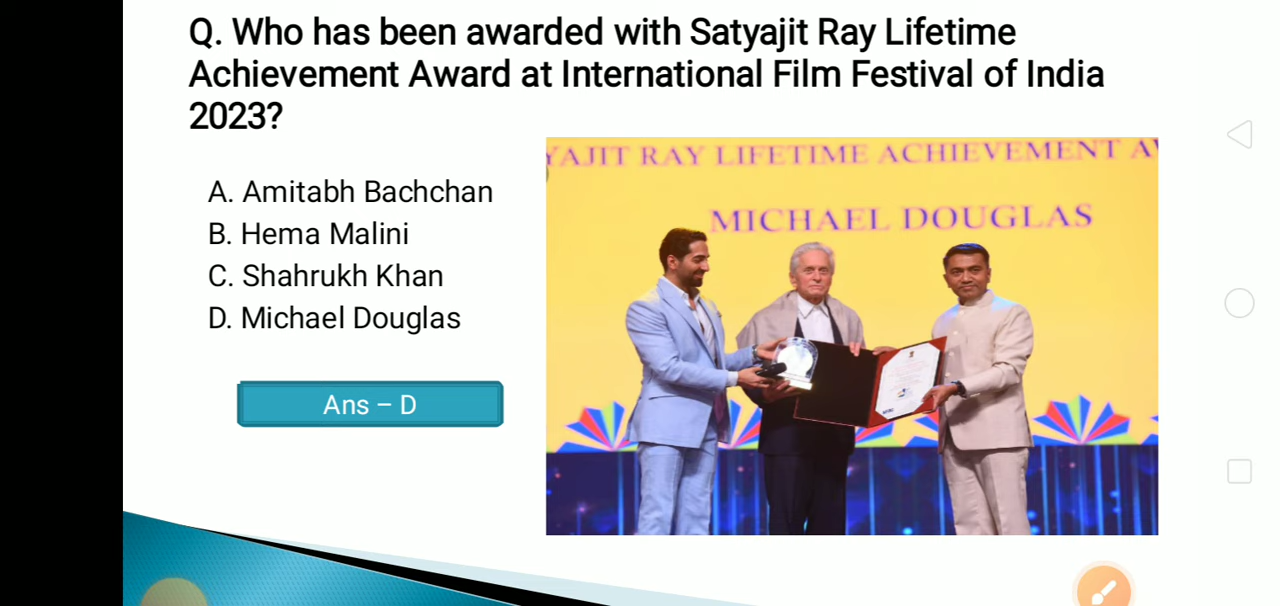 Q. Who has been awarded with Satyajit Ray Lifetime
Achievement Award at International Film Festival of India
2023?
YAJIT RAY LIFETIME ACHIEVEMENT AW
MICHAEL DOUGLAS
A. Amitabh Bachchan
B. Hema Malini
C. Shahrukh Khan
D. Michael Douglas
Ans – D